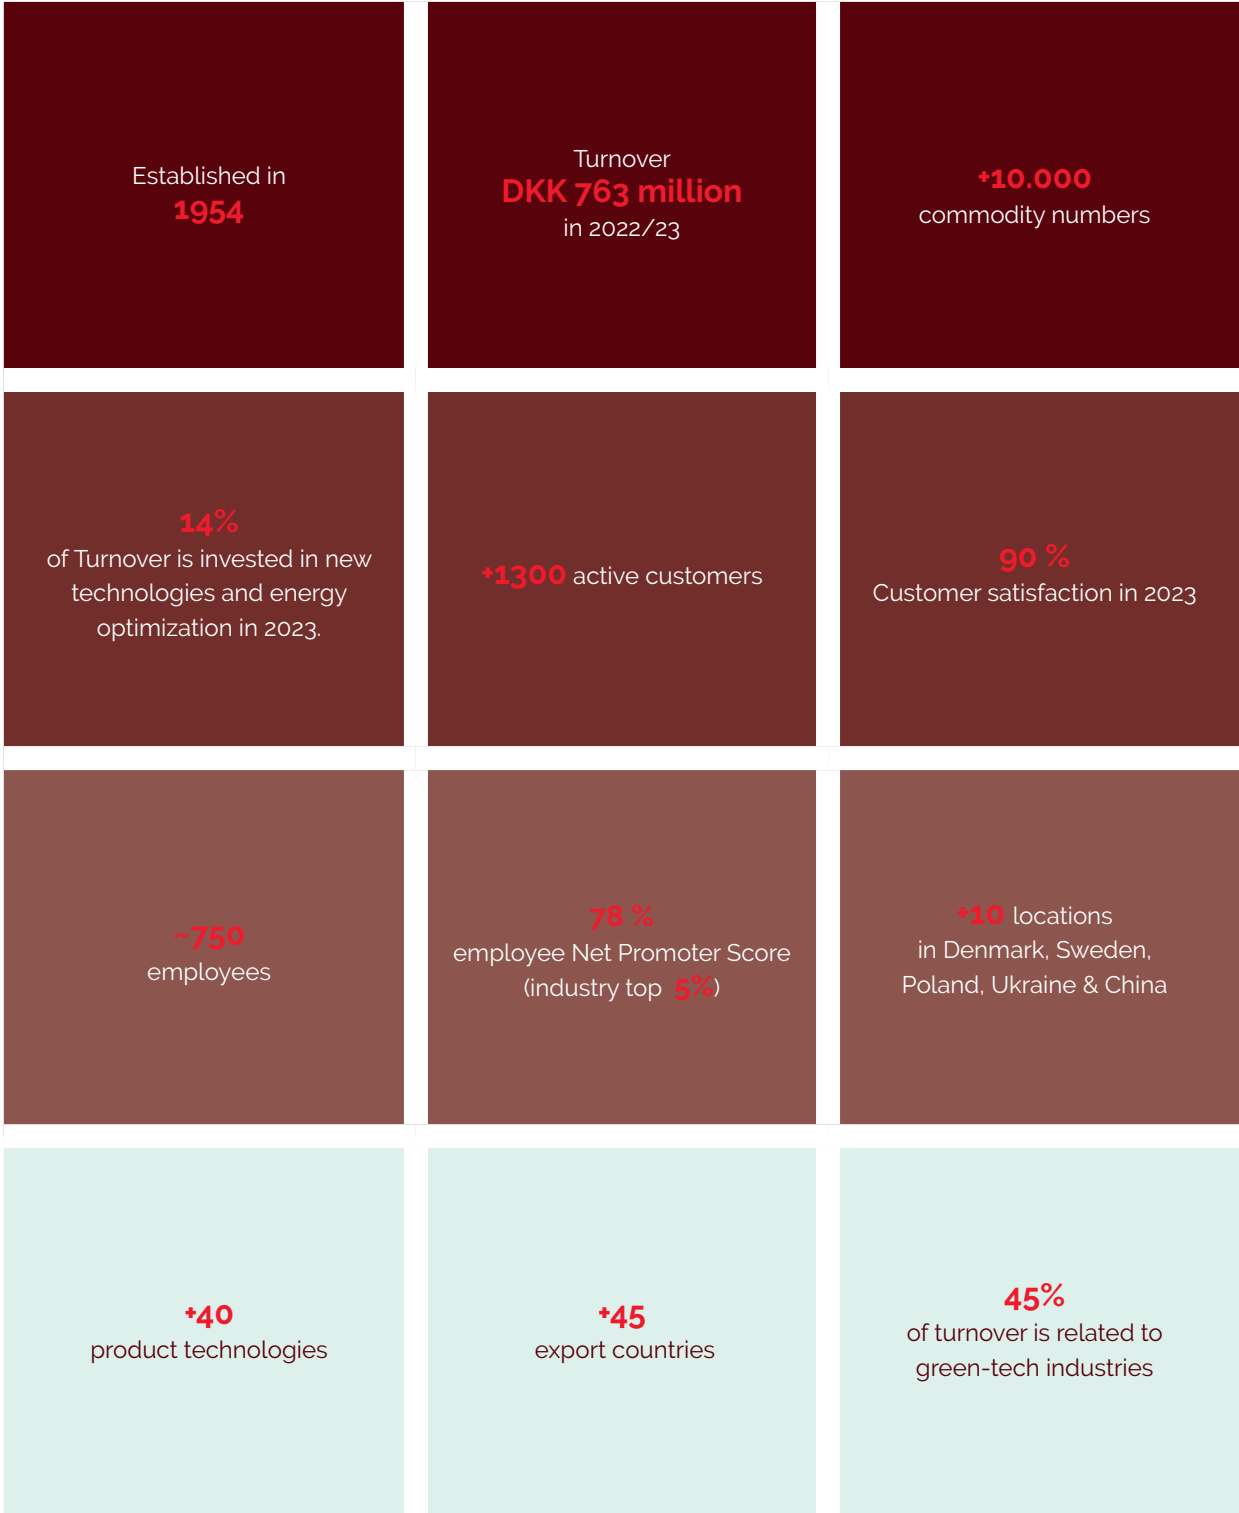 Established in
1954
Turnover
DKK 763 million
in 2022/23
+10.000
commodity numbers
14%
of Turnover is invested in new
technologies and energy
optimization in 2023.
+1300 active customers
90 %
Customer satisfaction in 2023
~750
employees
78 %
employee Net Promoter Score
(industry top 5%)
+10 locations
in Denmark, Sweden,
Poland, Ukraine & China
+40
product technologies
+45
export countries
45%
of turnover is related to
green-tech industries